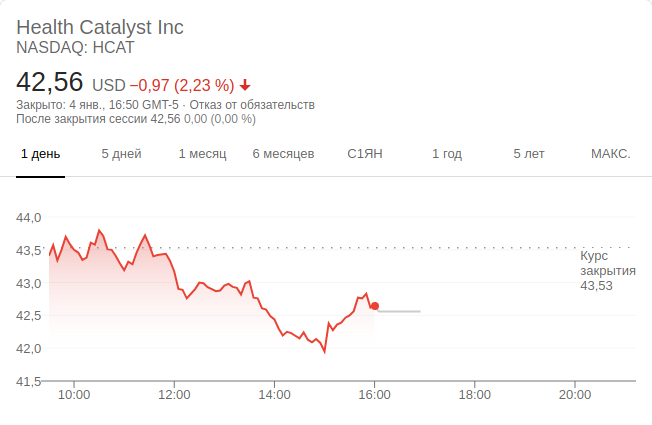 Health Catalyst Inc
NASDAQ: HCAT
42,56 USD −0,97 (2,23 %)
Закрыто: 4 янв., 16:50 GMT-5 · Отказ от обязательств
После закрытия сессии 42,56 0,00 (0,00 %)
1 день 5 дней 1 месяц 6 месяцев С1ЯН 1 год 5 лет МАКС.
44,0
43,5
Курс
закрытия
43,53
43,0
42,5
42,0
41,5
10:00 12:00 14:00 16:00 18:00 20:00